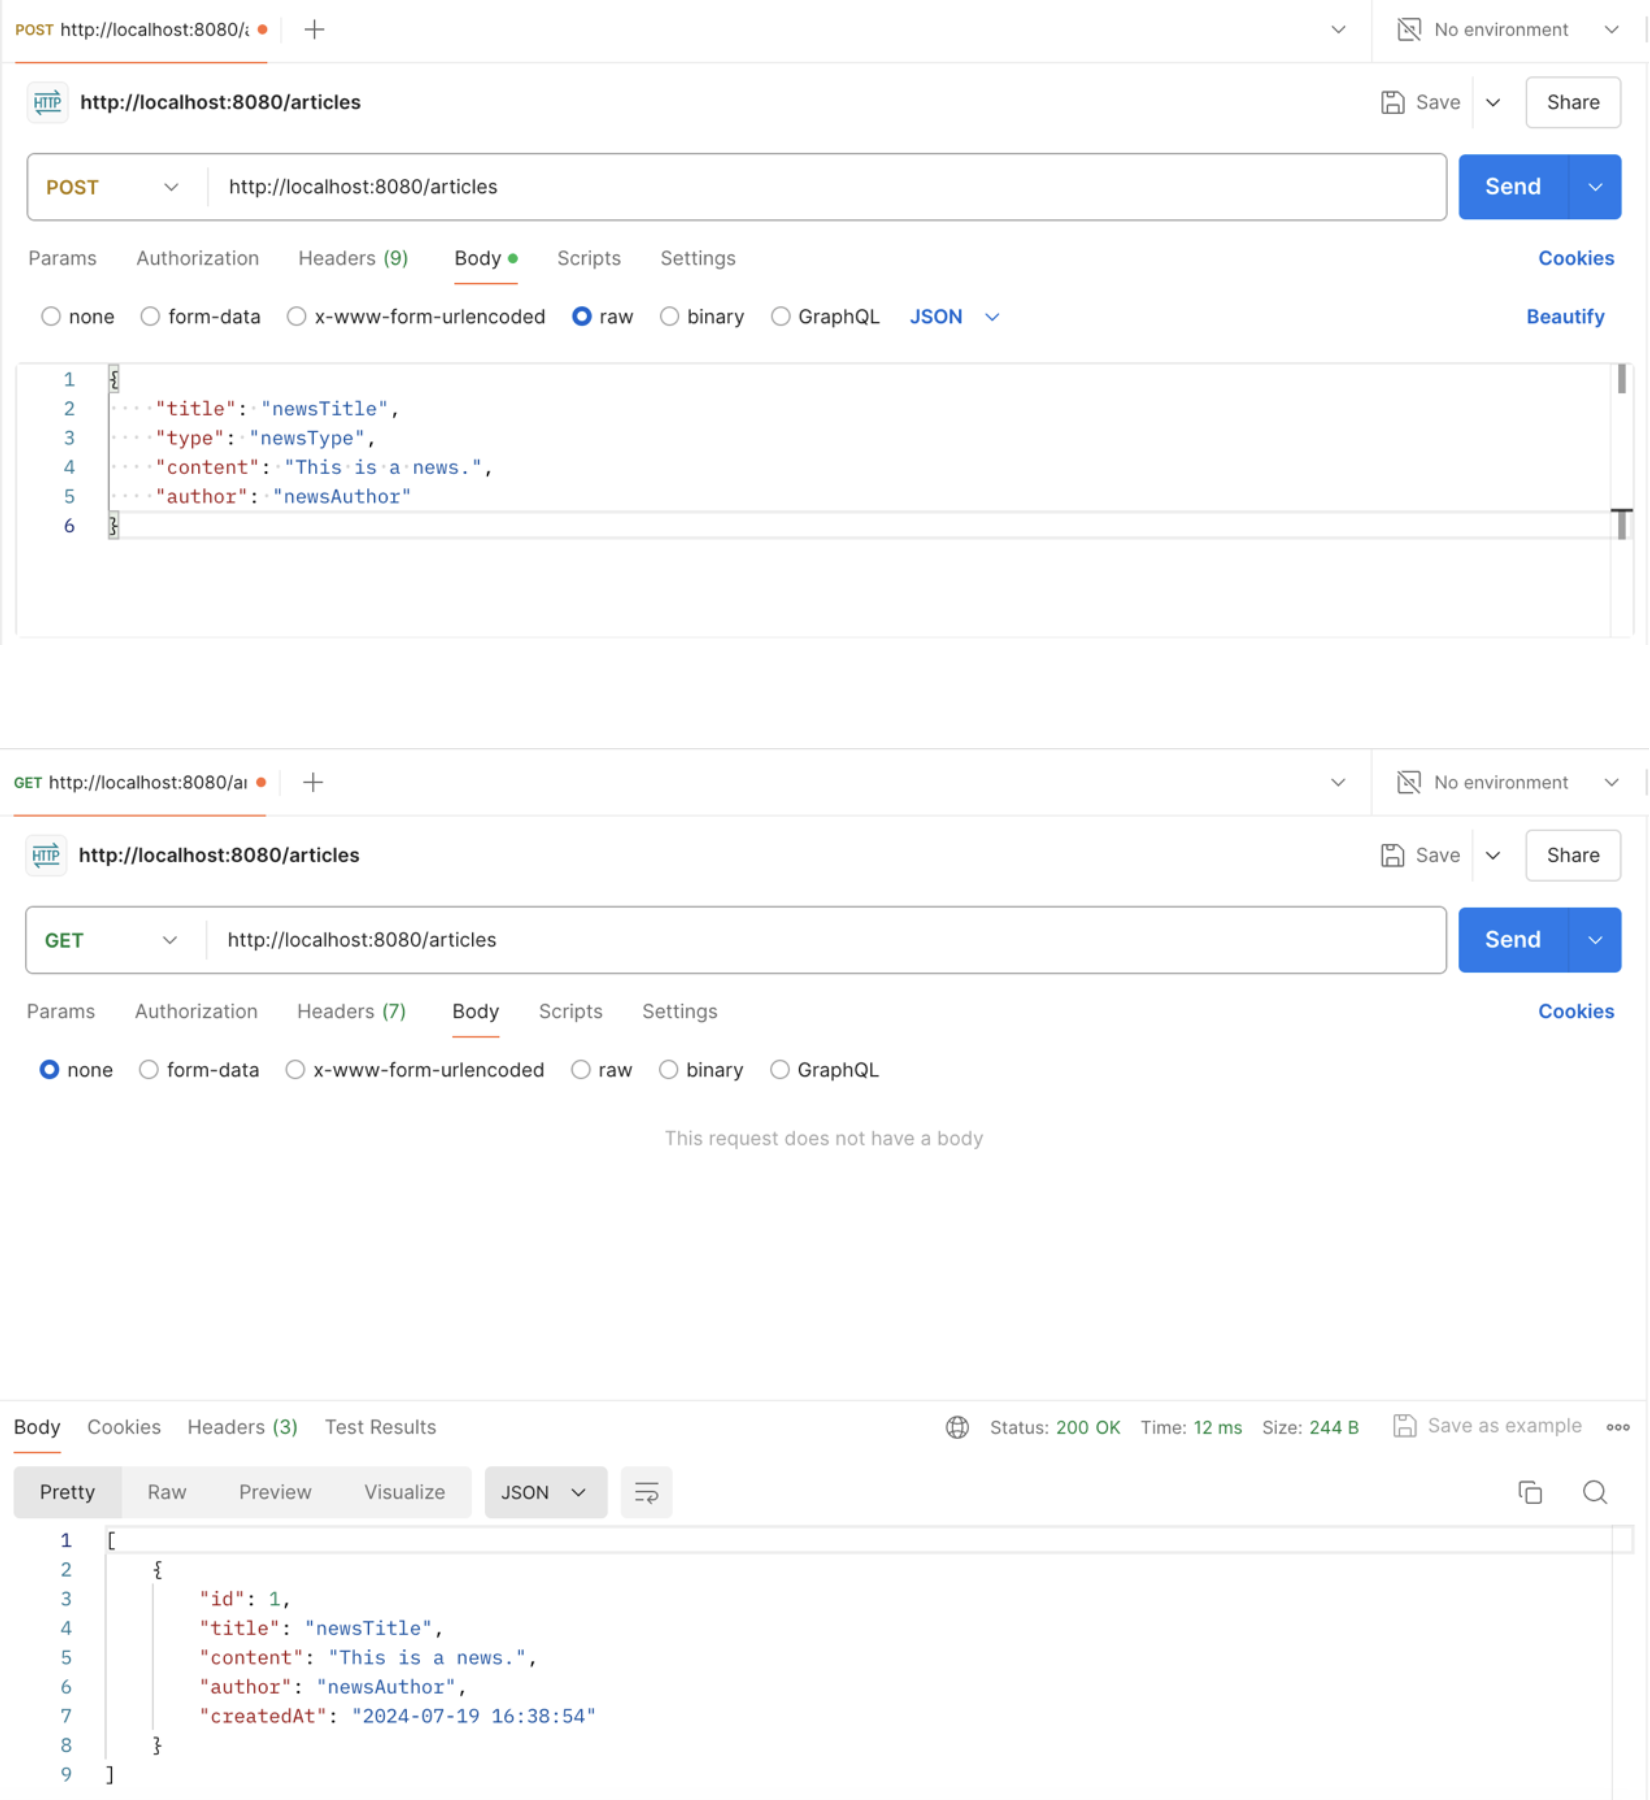 POST http://localhost:8080/a No environment
HTTP http://localhost:8080/articles Save Share
POST http://localhost:8080/articles Send
Params Authorization Headers (9) Body Scripts Settings Cookies
none form-data x-www-form-urlencoded raw binary GraphQL JSON Beautify
1 {
2 "title": "newsTitle",
3 "type": "newsType",
4 "content": "This is a news.",
5 "author": "newsAuthor"
6 }
GET http://localhost:8080/ar No environment
HTTP http://localhost:8080/articles Save Share
GET http://localhost:8080/articles Send
Params Authorization Headers (7) Body Scripts Settings Cookies
none form-data x-www-form-urlencoded raw binary GraphQL
This request does not have a body
Body Cookies Headers (3) Test Results Status: 200 OK Time: 12 ms Size: 244 B Save as example
Pretty Raw Preview Visualize JSON
1 [
2 {
3 "id": 1,
4 "title": "newsTitle",
5 "content": "This is a news.",
6 "author": "newsAuthor",
7 "createdAt": "2024-07-19 16:38:54"
8 }
9 ]